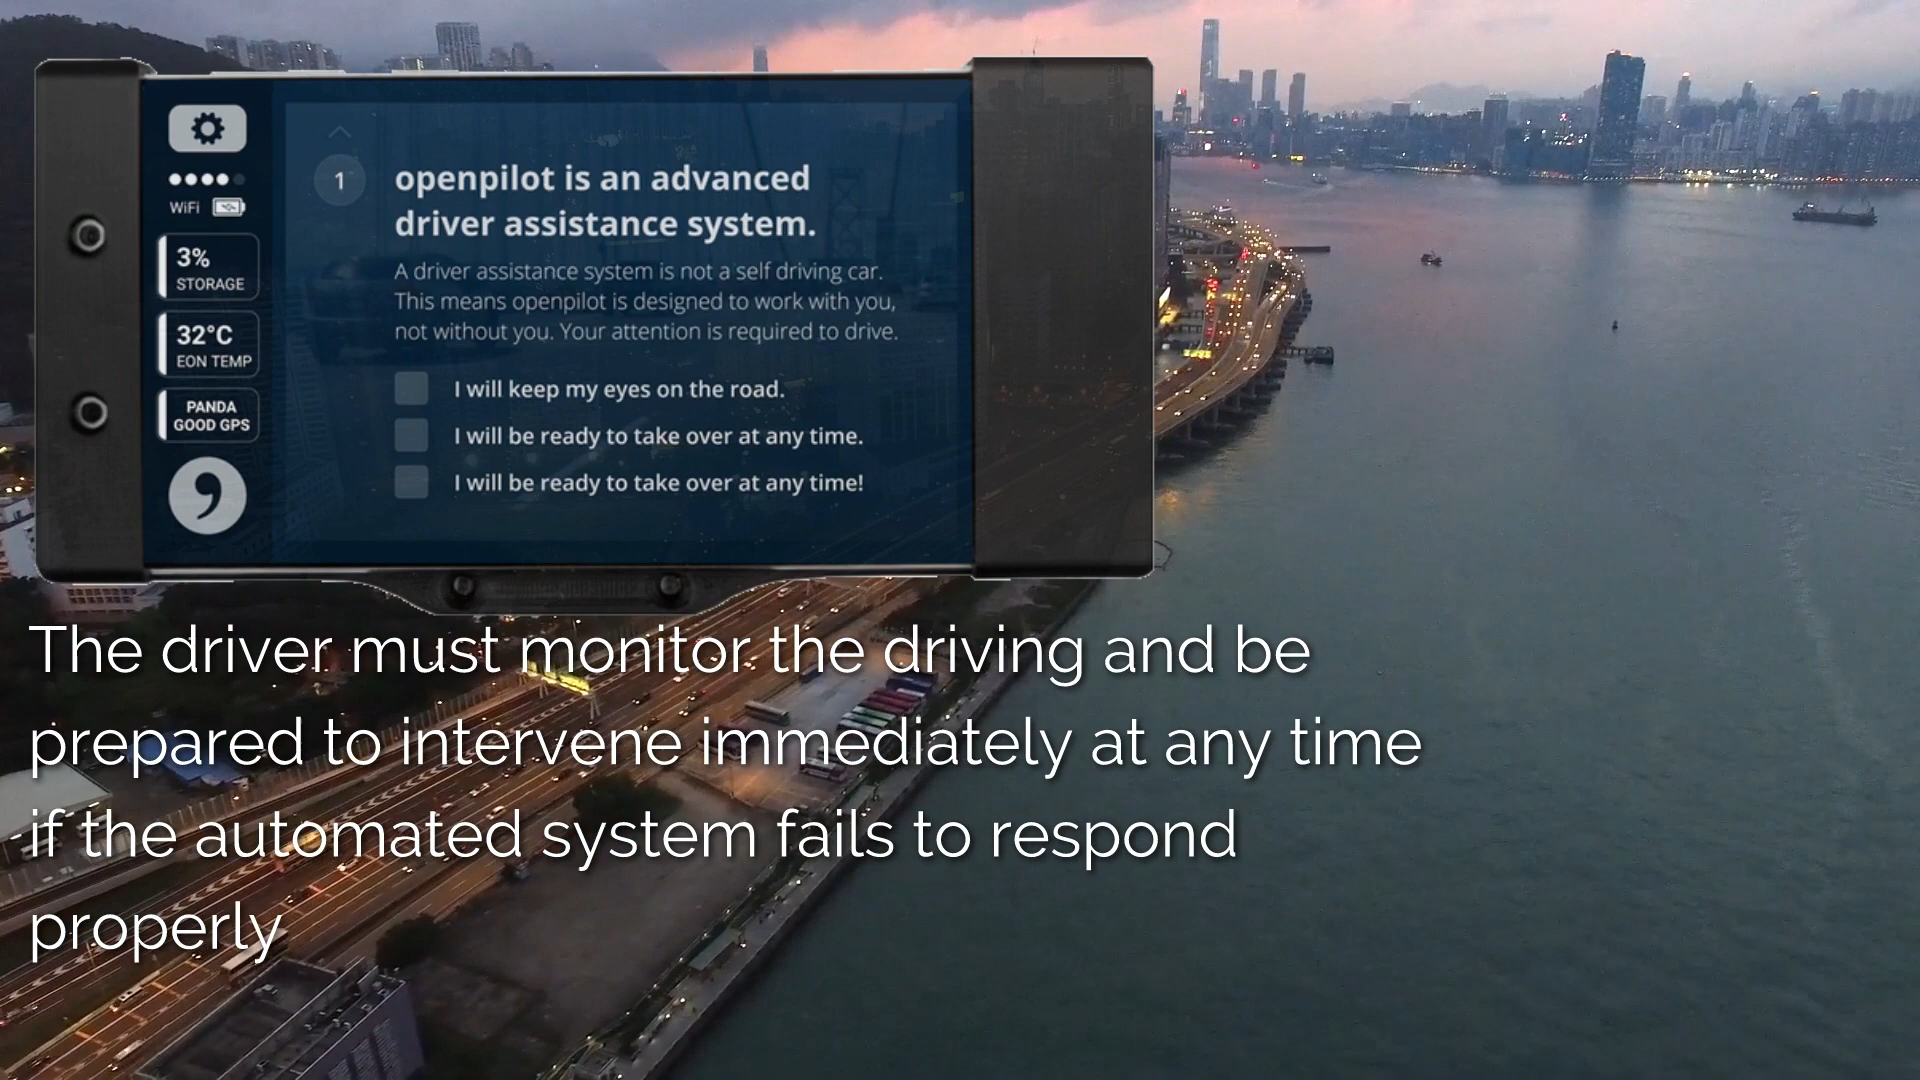 WiFi
3%
STORAGE
32°C
EON TEMP
PANDA
GOOD GPS
1
openpilot is an advanced
driver assistance system.
A driver assistance system is not a self driving car.
This means openpilot is designed to work with you,
not without you. Your attention is required to drive.
I will keep my eyes on the road.
I will be ready to take over at any time.
I will be ready to take over at any time!
The driver must monitor the driving and be
prepared to intervene immediately at any time
if the automated system fails to respond
properly